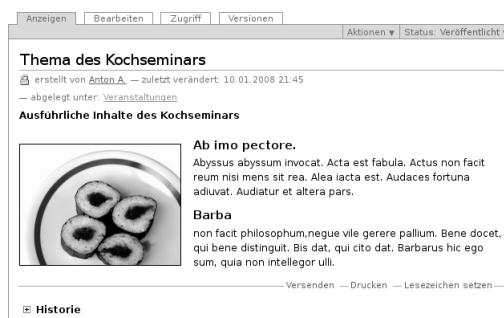 Anzeigen Bearbeiten Zugriff Versionen
Aktionen ▼ Status: Veröffentlicht
Thema des Kochseminars
erstellt von Anton A. — zuletzt verändert: 10.01.2008 21:45
— abgelegt unter: Veranstaltungen
Ausführliche Inhalte des Kochseminars
Ab imo pectore.
Abyssus abyssum invocat. Acta est fabula. Actus non facit
reum nisi mens sit rea. Alea iacta est. Audaces fortuna
adiuvat. Audiatur et altera pars.
Barba
non facit philosophum,neque vile gerere pallium. Bene docet,
qui bene distinguit. Bis dat, qui cito dat. Barbarus hic ego
sum, quia non intellegor ulli.
Versenden — Drucken — Lesezeichen setzen —
Historie